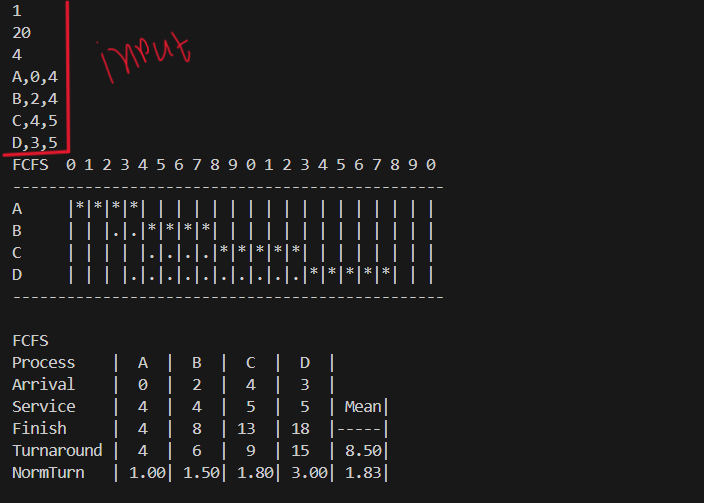 1
20
4
input
A,0,4
B,2,4
C,4,5
D,3,5
FCFS  0 1 2 3 4 5 6 7 8 9 0 1 2 3 4 5 6 7 8 9 0
------------------------------------------------
A     |*|*|*|*| | | | | | | | | | | | | | | | |
B     | | |.|.|*|*|*|*| | | | | | | | | | | | |
C     | | | | |.|.|.|.|*|*|*|*|*| | | | | | | |
D     | | | |.|.|.|.|.|.|.|.|.|.|*|*|*|*|*| | |
------------------------------------------------
FCFS
Process    |  A  |  B  |  C  |  D  |
Arrival    |  0  |  2  |  4  |  3  |
Service    |  4  |  4  |  5  |  5  | Mean|
Finish     |  4  |  8  | 13  | 18  |-----|
Turnaround |  4  |  6  |  9  | 15  | 8.50|
NormTurn   | 1.00| 1.50| 1.80| 3.00| 1.83|